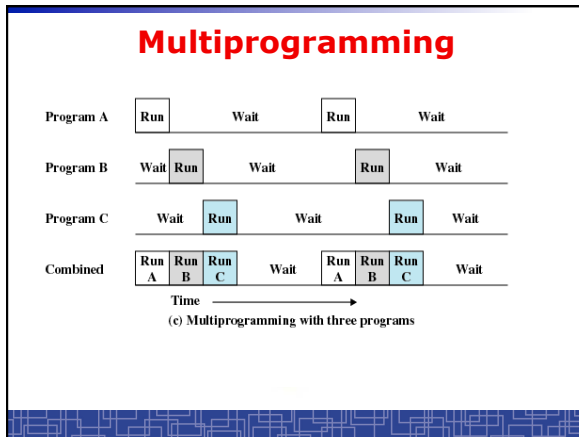 Multiprogramming
Program A Run Wait Run Wait
Program B Wait Run Wait Run Wait
Program C Wait Run Wait Run Wait
Combined Run A Run B Run C Wait Run A Run B Run C Wait
Time
(c) Multiprogramming with three programs